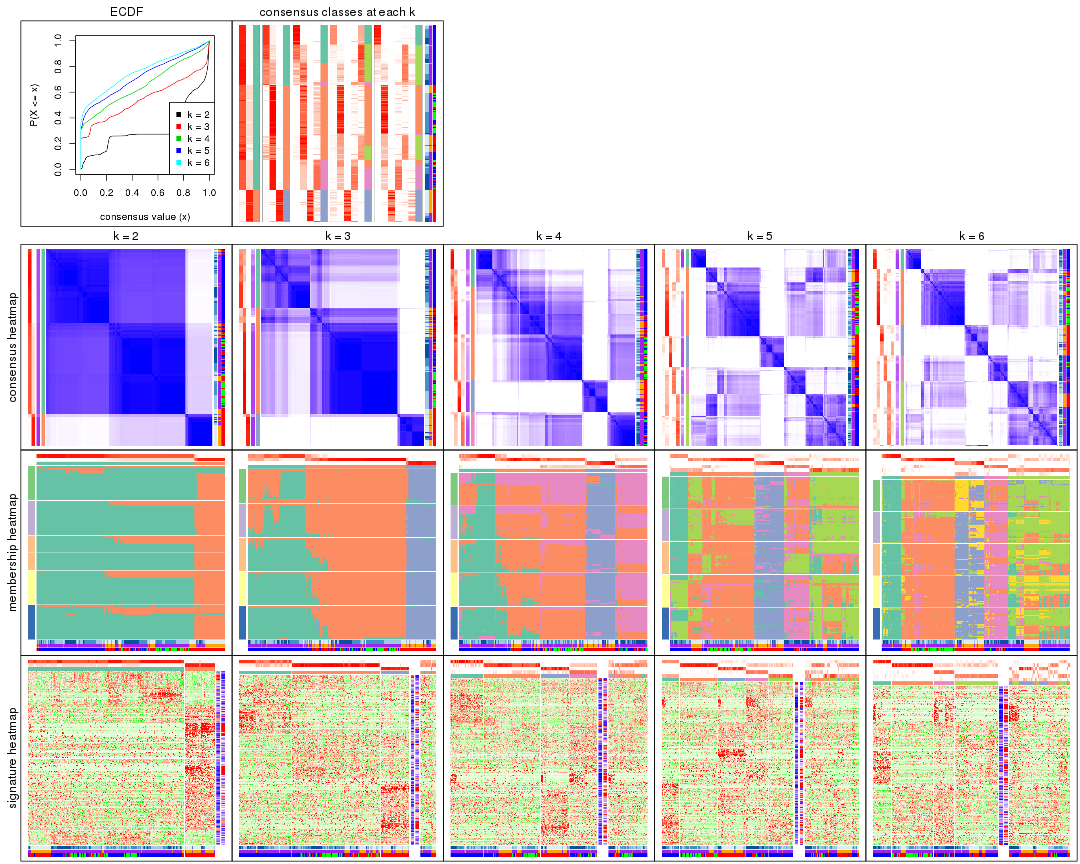 ECDF
consensus classes at each k
P(X <= x)
1.0
0.8
0.6
0.4
0.2
0.0
k = 2
k = 3
k = 4
k = 5
k = 6
0.0 0.2 0.4 0.6 0.8 1.0
consensus value (x)
k = 2
k = 3
k = 4
k = 5
k = 6
consensus heatmap
membership heatmap
signature heatmap